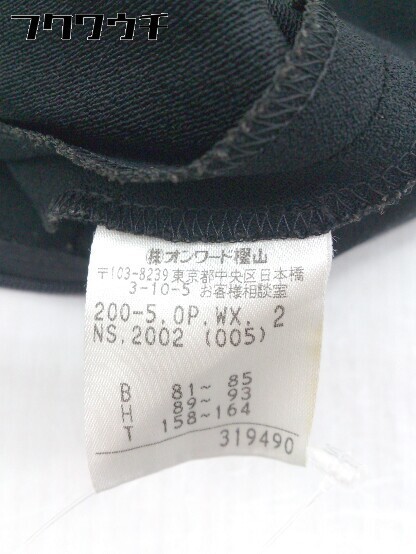 フクワウチ
㈱オンワード樫山
〒103-8239 東京都中央区日本橋
3-10-5 お客様相談室
200-5.OP.WX. 2
NS.2002 (005)
B 81~ 85
H 89~ 93
T 158~164
319490